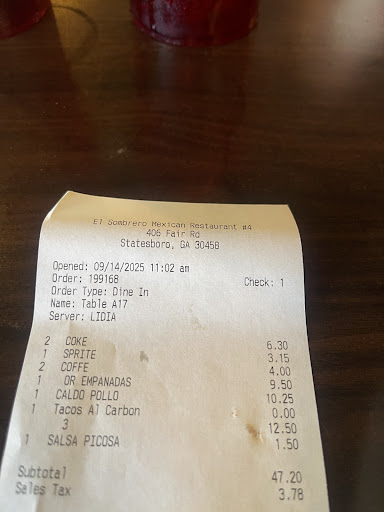 El Sombrero Mexican Restaurant #4
406 Fair Rd
Statesboro, GA 30458
Opened: 09/14/2025 11:02 am
Order: 199168 Check: 1
Order Type: Dine In
Name: Table A17
Server: LIDIA
2 COKE 6.30
1 SPRITE 3.15
2 COFFE 4.00
1 OR EMPANADAS 9.50
1 CALDO POLLO 10.25
1 Tacos Al Carbon 0.00
3 12.50
1 SALSA PICOSA 1.50
Subtotal 47.20
Sales Tax 3.78